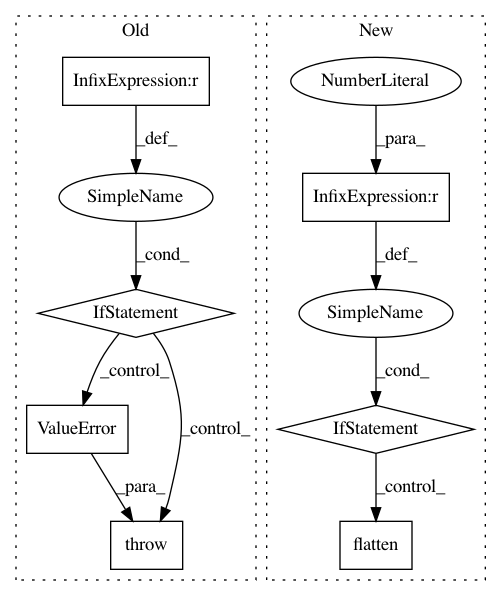 Old
InfixExpression:r
_def_
SimpleName
_cond_
IfStatement
_control_
_control_
ValueError
_para_
throw
New
NumberLiteral
_para_
InfixExpression:r
_def_
SimpleName
_cond_
IfStatement
_control_
flatten